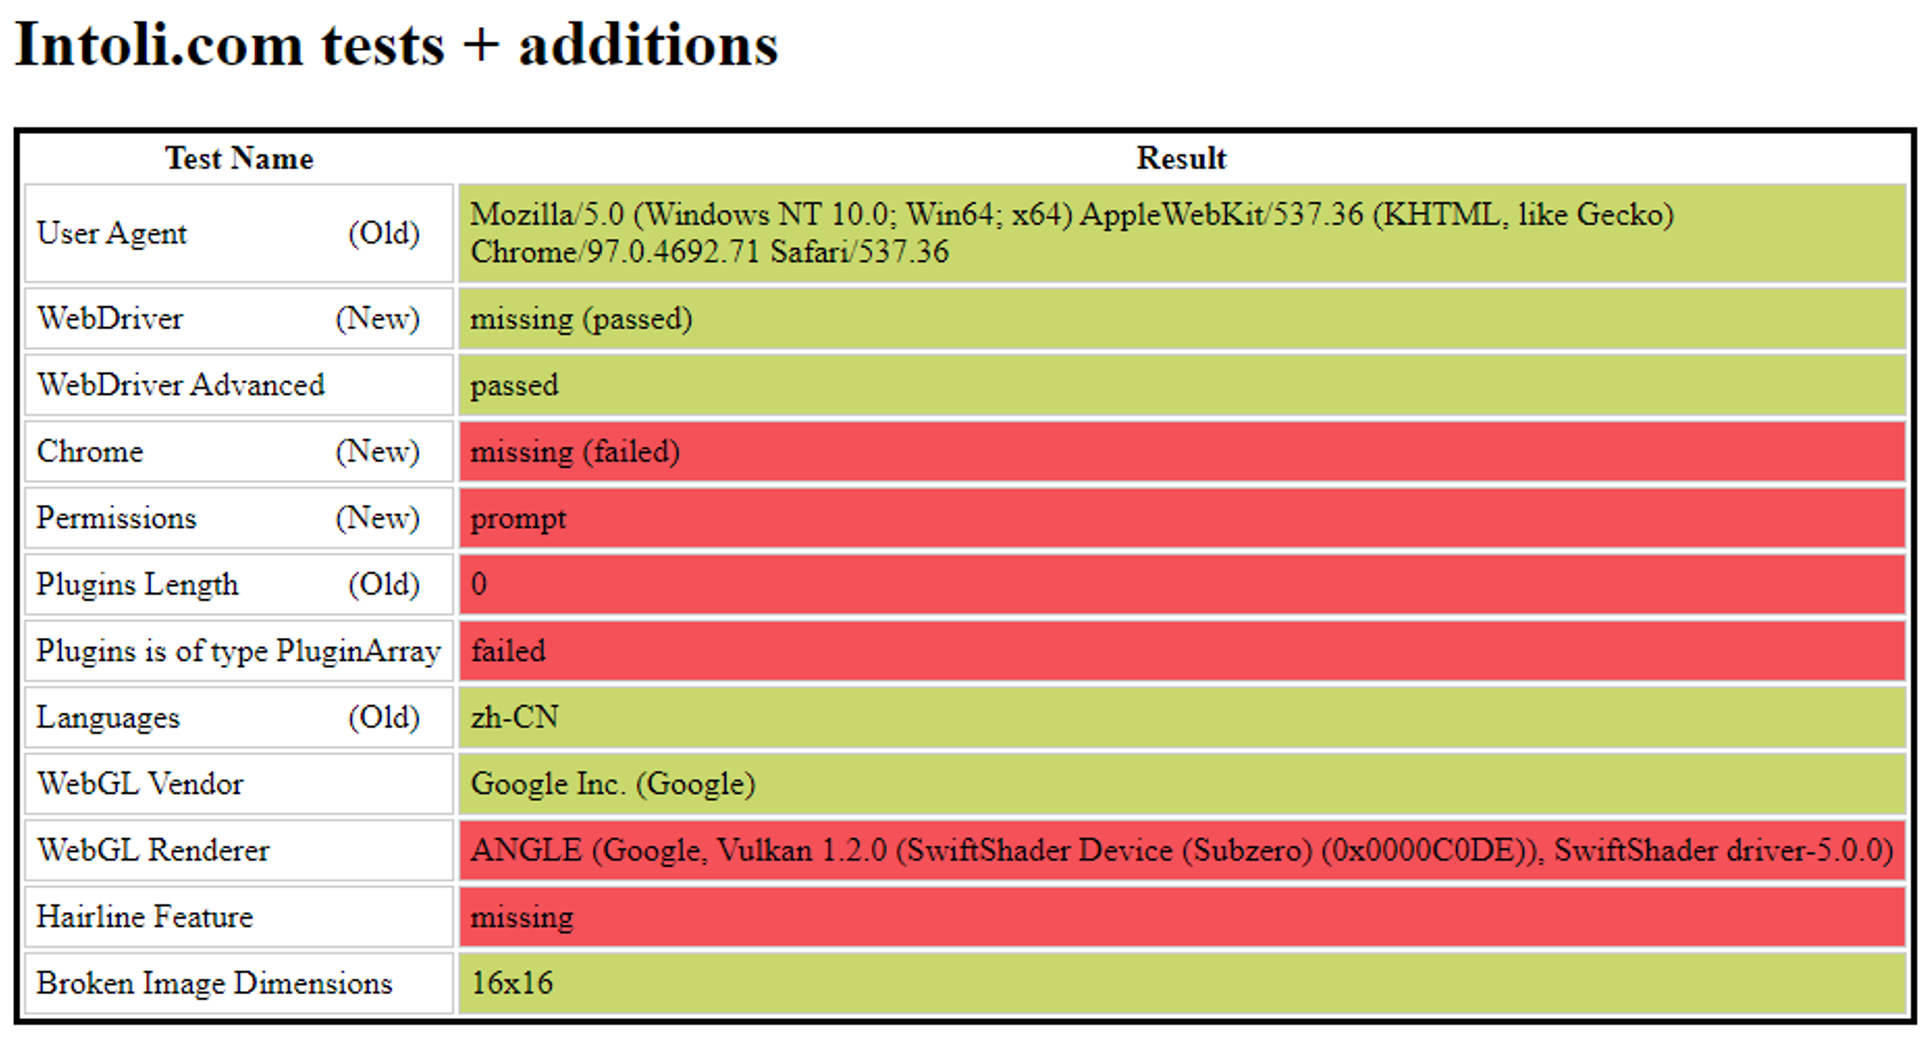 Intoli.com tests + additions
Test Name Result
User Agent (Old) Mozilla/5.0 (Windows NT 10.0; Win64; x64) AppleWebKit/537.36 (KHTML, like Gecko)
Chrome/97.0.4692.71 Safari/537.36
WebDriver (New) missing (passed)
WebDriver Advanced passed
Chrome (New) missing (failed)
Permissions (New) prompt
Plugins Length (Old) 0
Plugins is of type PluginArray failed
Languages (Old) zh-CN
WebGL Vendor Google Inc. (Google)
WebGL Renderer ANGLE (Google, Vulkan 1.2.0 (SwiftShader Device (Subzero) (0x0000C0DE)), SwiftShader driver-5.0.0)
Hairline Feature missing
Broken Image Dimensions 16x16